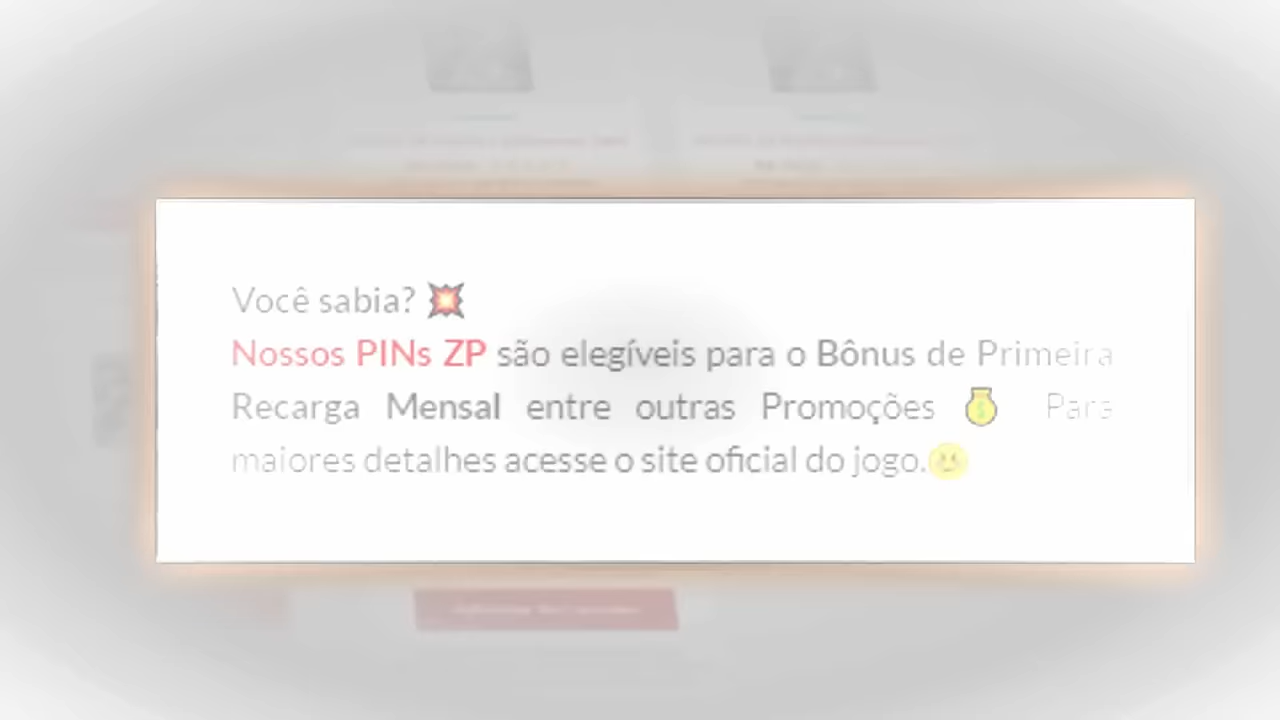 Você sabia? 💥
Nossos PINs ZP são elegíveis para o Bônus de Primeira
Recarga Mensal entre outras Promoções 💰 Para
maiores detalhes acesse o site oficial do jogo.🙂